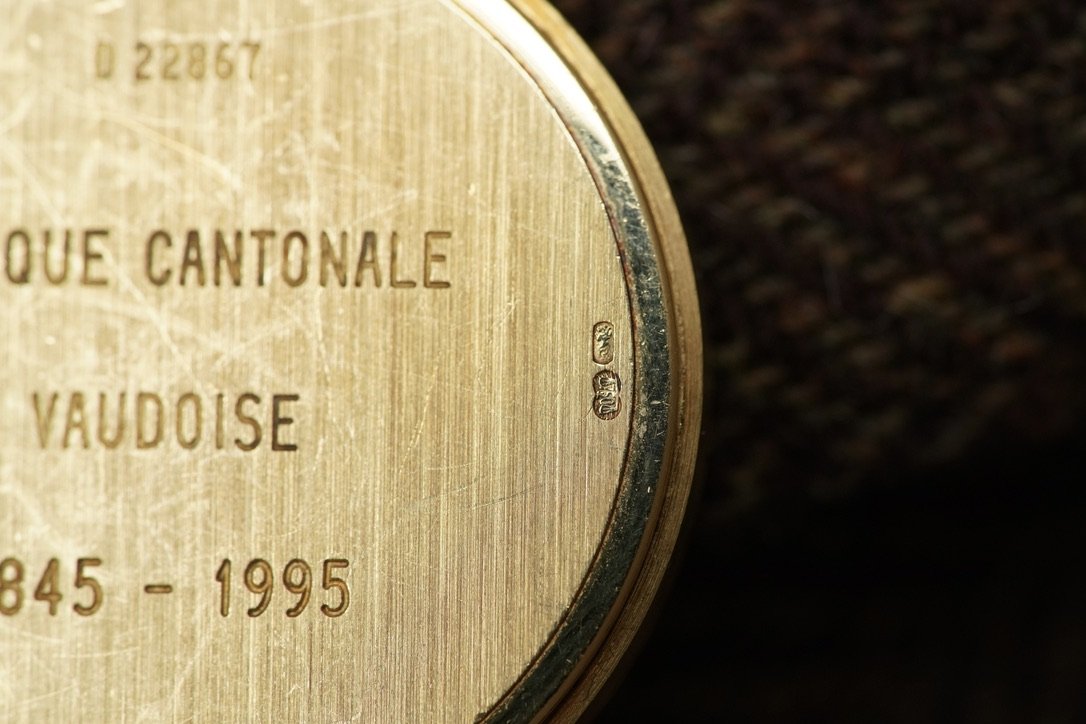 D 22867
QUE CANTONALE
VAUDOISE
845 - 1995